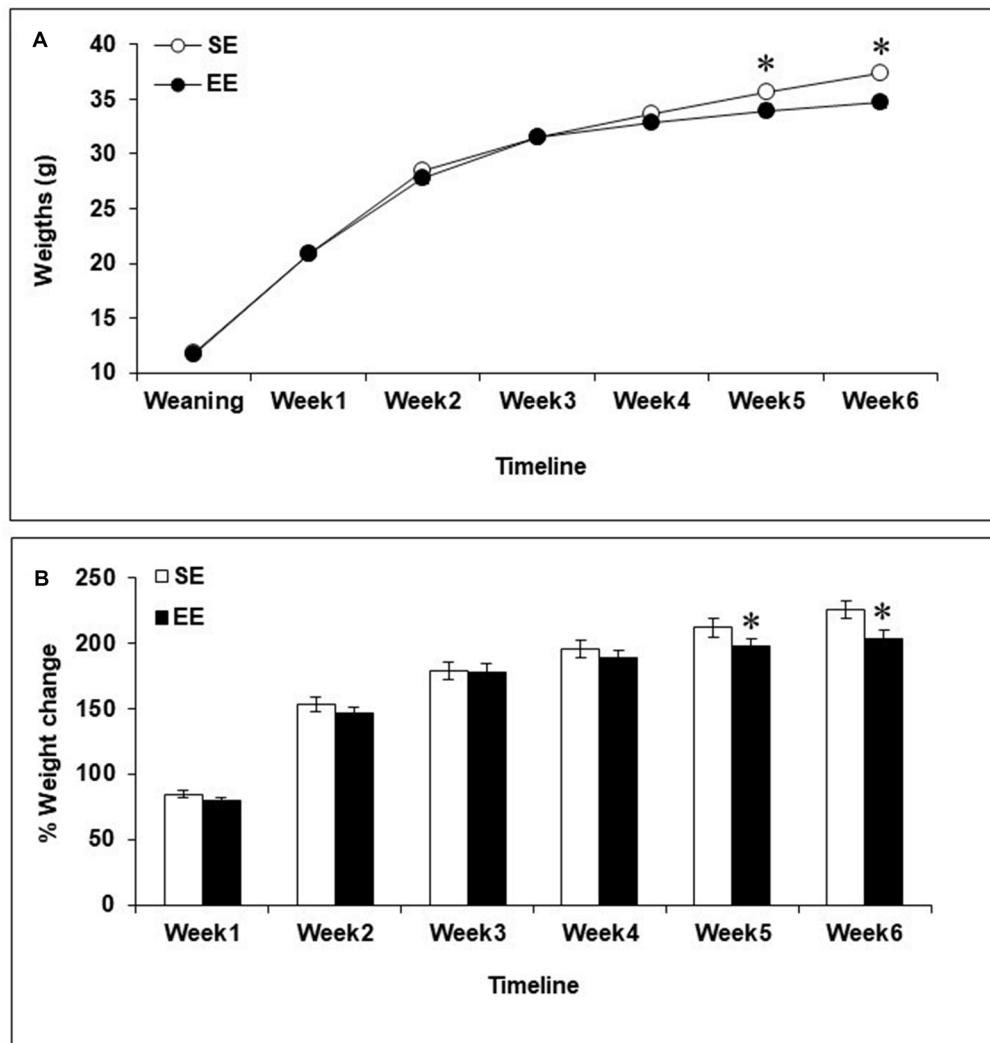 A
SE
EE
40
35
30
25
20
15
10
Weigths (g)
* *
Weaning Week1 Week2 Week3 Week4 Week5 Week6
Timeline
B
SE
EE
250
200
150
100
50
0
% Weight change
* *
Week1 Week2 Week3 Week4 Week5 Week6
Timeline